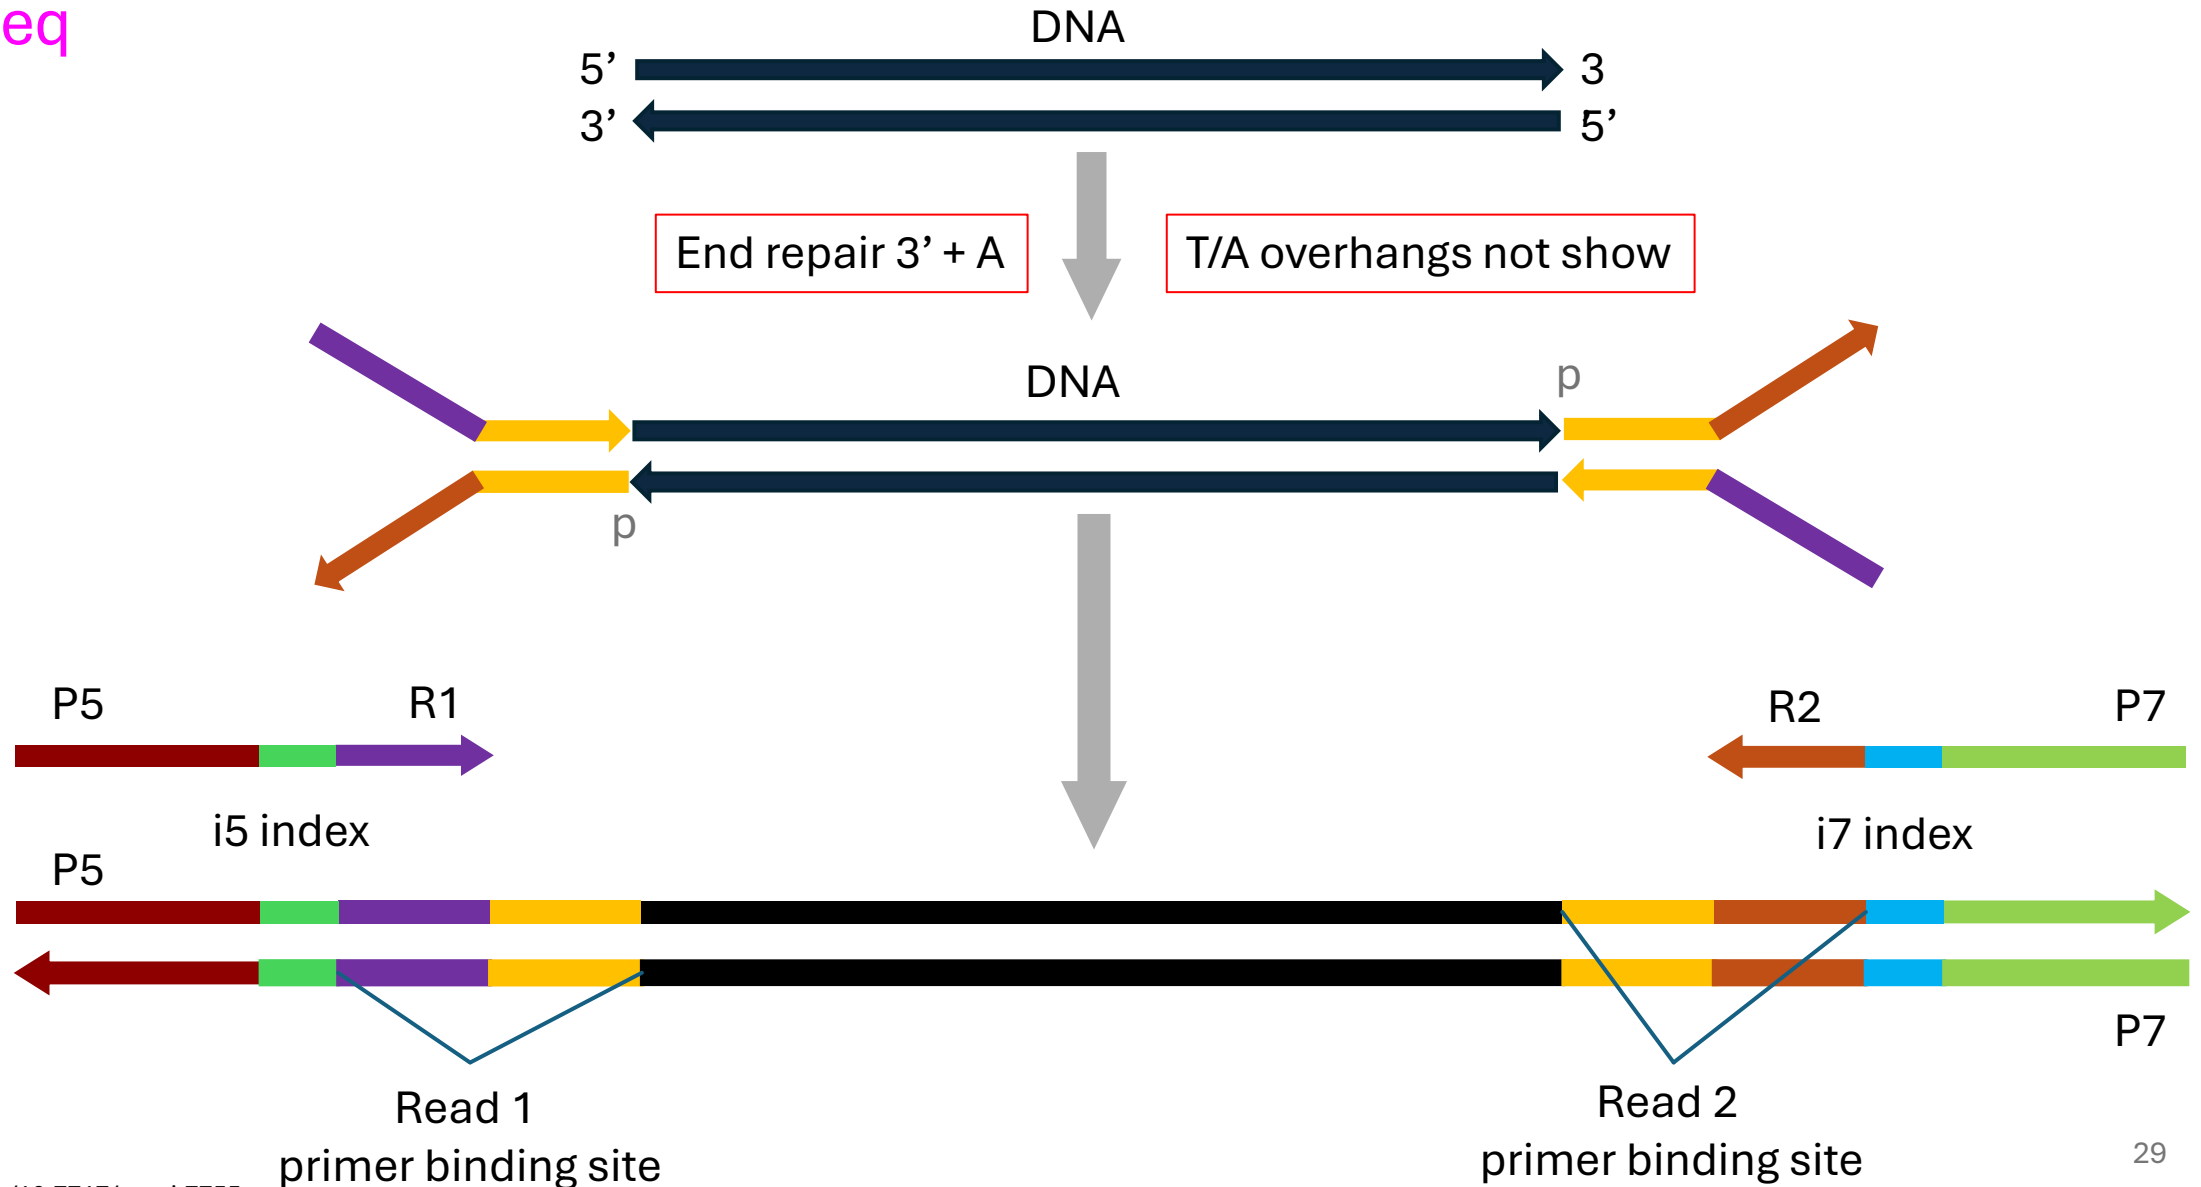 eq
DNA
5’ 3
3’ 5’
End repair 3’ + A
T/A overhangs not show
DNA
p
p
P5 R1
R2 P7
i5 index
i7 index
P5
P7
Read 1
primer binding site
Read 2
primer binding site
29